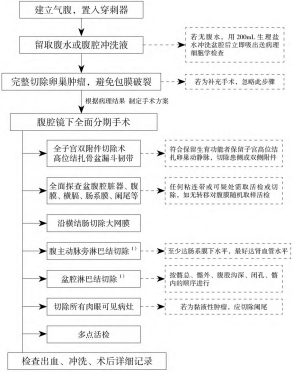 建立气腹，置入穿刺器
留取腹水或腹腔冲洗液
若无腹水，用 200mL 生理盐
水冲洗盆腔后立即吸出送病理
细胞学检查
完整切除卵巢肿瘤，避免包膜破裂
若为补充手术，忽略此步骤
根据病理结果 制定手术方案
腹腔镜下全面分期手术
全子宫双附件切除术
高位结扎骨盆漏斗韧带
符合保留生育功能者保留子宫高位结
扎卵巢动静脉，切除患侧或双侧附件
全面探查盆腹腔脏器、腹
膜、横膈、肠系膜、阑尾等
任何粘连带或可疑处皆取活检或切
除，如无转移对腹膜随机取样活检
沿横结肠切除大网膜
腹主动脉旁淋巴结切除1)
至少达肠系膜下水平，最好达肾血管水平
盆腔淋巴结切除1)
按髂总、髂外、腹股沟深、闭孔、髂
内的顺序进行
切除所有肉眼可见病灶
若为黏液性肿瘤，应切除阑尾
多点活检
检查出血、冲洗、术后详细记录